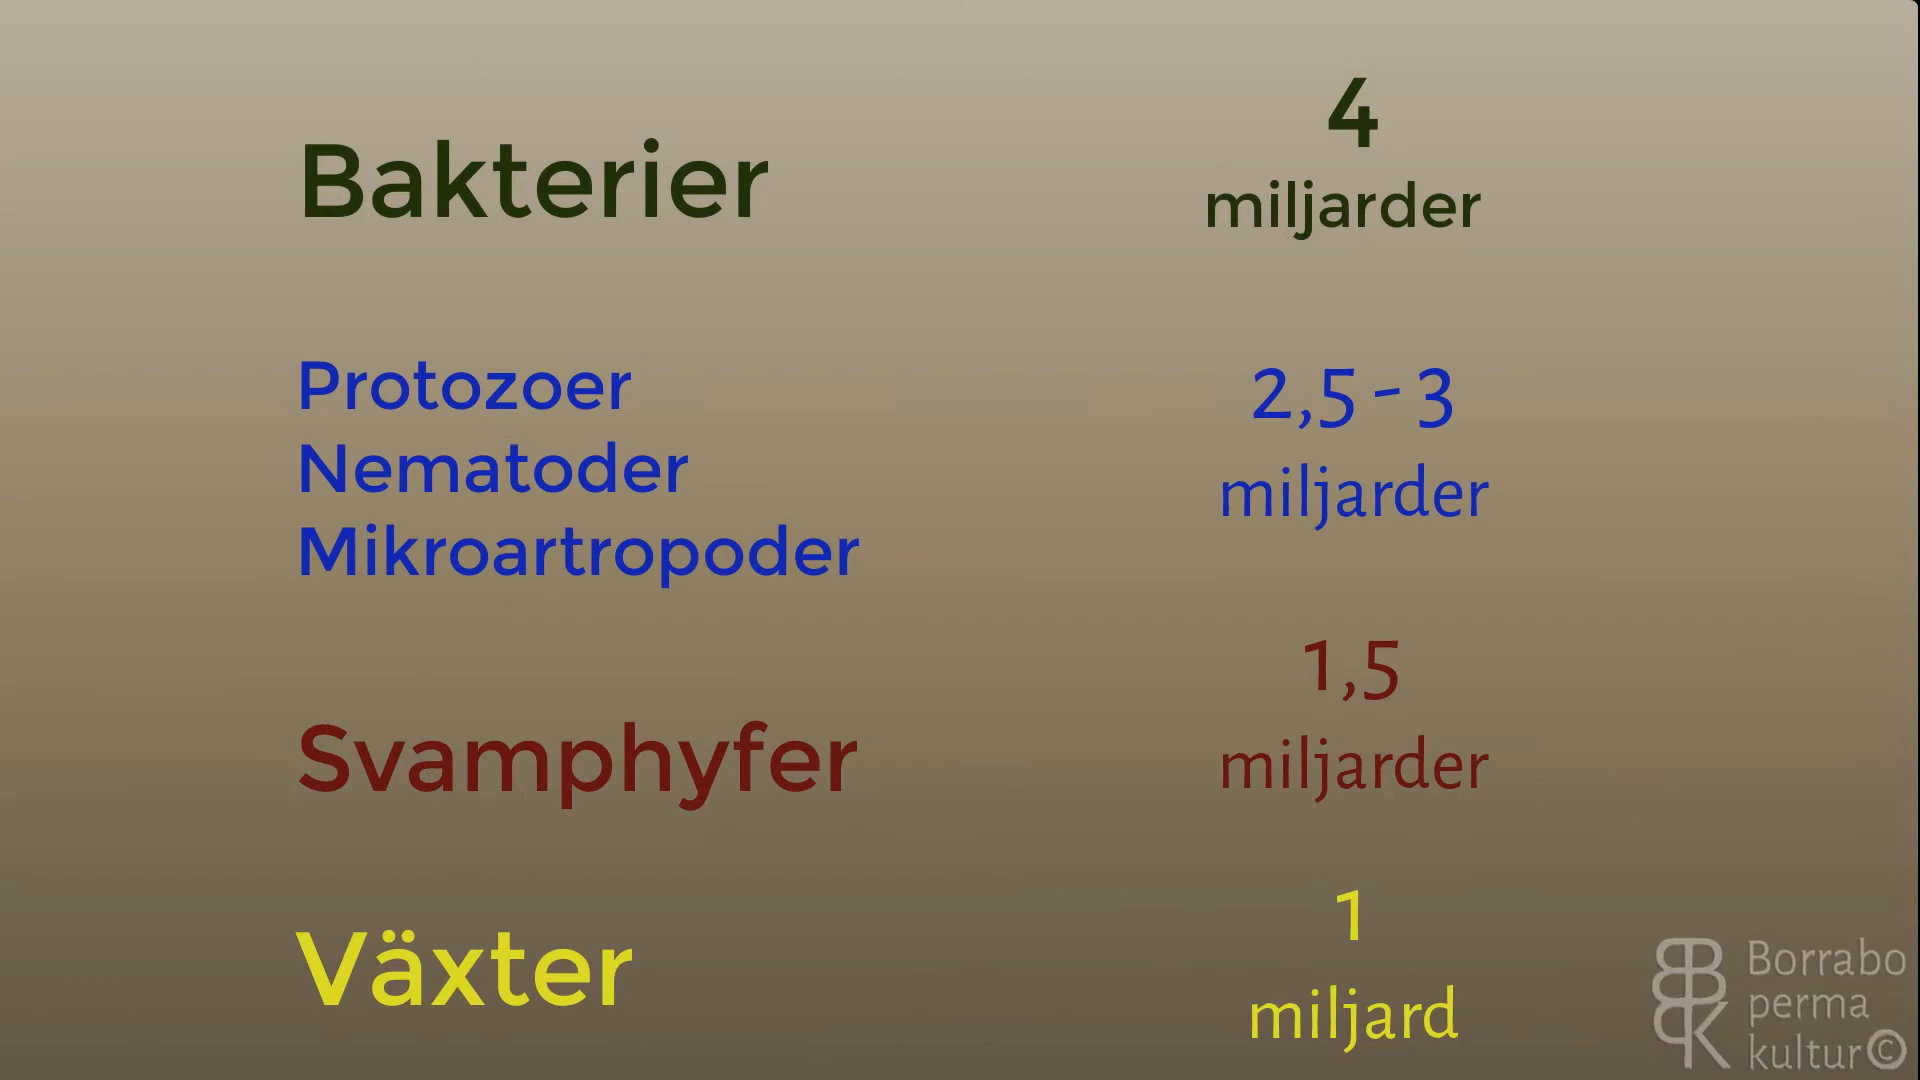 Bakterier
4
miljarder
Protozoer
Nematoder
Mikroartropoder
2,5 - 3
miljarder
Svamphyfer
1,5
miljarder
Växter
1
miljard
BBK
Borrabo
perma
kultur©